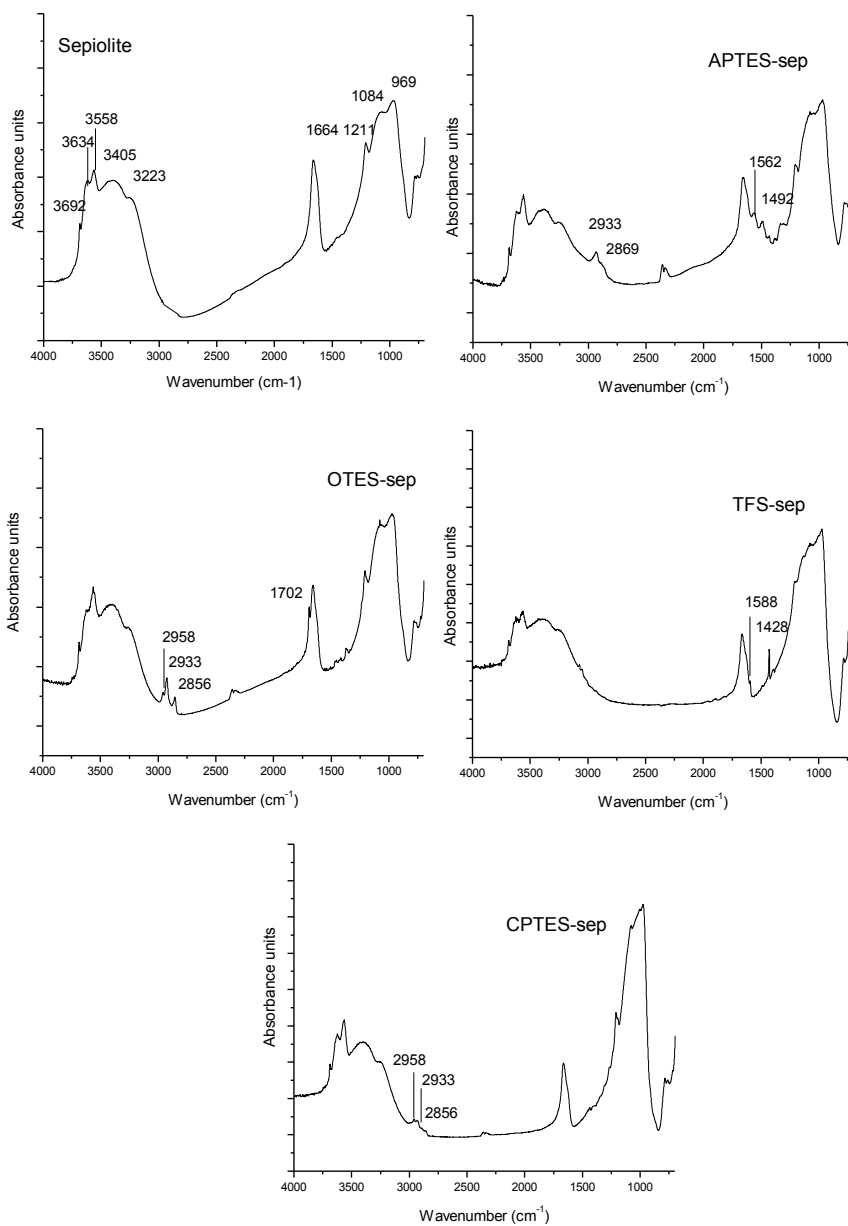 Sepiolite
3692
3634
3558
3405
3223
1664
1211
1084
969
Absorbance units
4000 3500 3000 2500 2000 1500 1000
Wavenumber (cm-1)
APTES-sep
2933
2869
1562
1492
Absorbance units
4000 3500 3000 2500 2000 1500 1000
Wavenumber (cm⁻¹)
OTES-sep
2958
2933
2856
1702
Absorbance units
4000 3500 3000 2500 2000 1500 1000
Wavenumber (cm⁻¹)
TFS-sep
1588
1428
Absorbance units
4000 3500 3000 2500 2000 1500 1000
Wavenumber (cm⁻¹)
CPTES-sep
2958
2933
2856
Absorbance units
4000 3500 3000 2500 2000 1500 1000
Wavenumber (cm⁻¹)